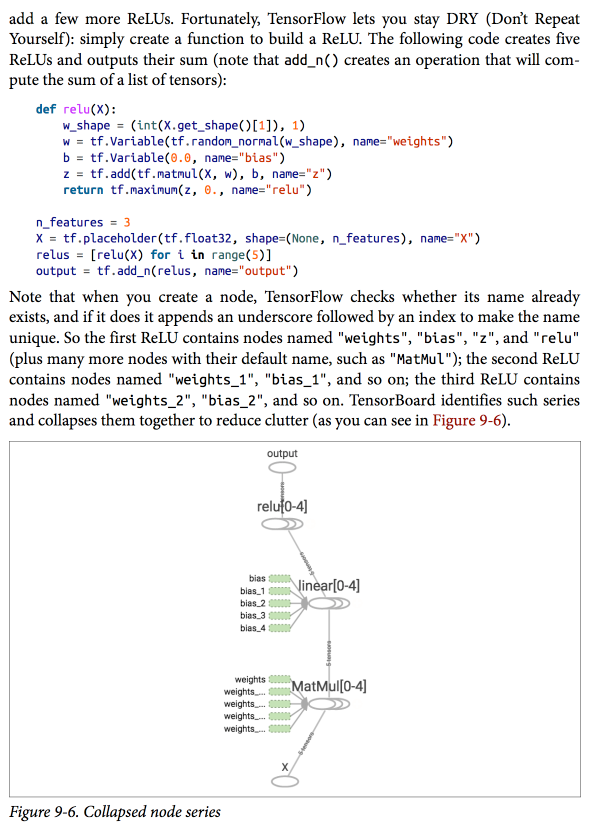 add a few more ReLUs. Fortunately, TensorFlow lets you stay DRY (Don’t Repeat
Yourself): simply create a function to build a ReLU. The following code creates five
ReLUs and outputs their sum (note that add_n() creates an operation that will com-
pute the sum of a list of tensors):
def relu(X):
    w_shape = (int(X.get_shape()[1]), 1)
    w = tf.Variable(tf.random_normal(w_shape), name="weights")
    b = tf.Variable(0.0, name="bias")
    z = tf.add(tf.matmul(X, w), b, name="z")
    return tf.maximum(z, 0., name="relu")
n_features = 3
X = tf.placeholder(tf.float32, shape=(None, n_features), name="X")
relus = [relu(X) for i in range(5)]
output = tf.add_n(relus, name="output")
Note that when you create a node, TensorFlow checks whether its name already
exists, and if it does it appends an underscore followed by an index to make the name
unique. So the first ReLU contains nodes named "weights", "bias", "z", and "relu"
(plus many more nodes with their default name, such as "MatMul"); the second ReLU
contains nodes named "weights_1", "bias_1", and so on; the third ReLU contains
nodes named "weights_2", "bias_2", and so on. TensorBoard identifies such series
and collapses them together to reduce clutter (as you can see in Figure 9-6).
output
tensors
relu[0-4]
5 tensors
bias
linear[0-4]
bias_1
bias_2
bias_3
bias_4
5 tensors
weights
MatMul[0-4]
weights_...
weights_...
weights_...
weights_...
5 tensors
X
Figure 9-6. Collapsed node series